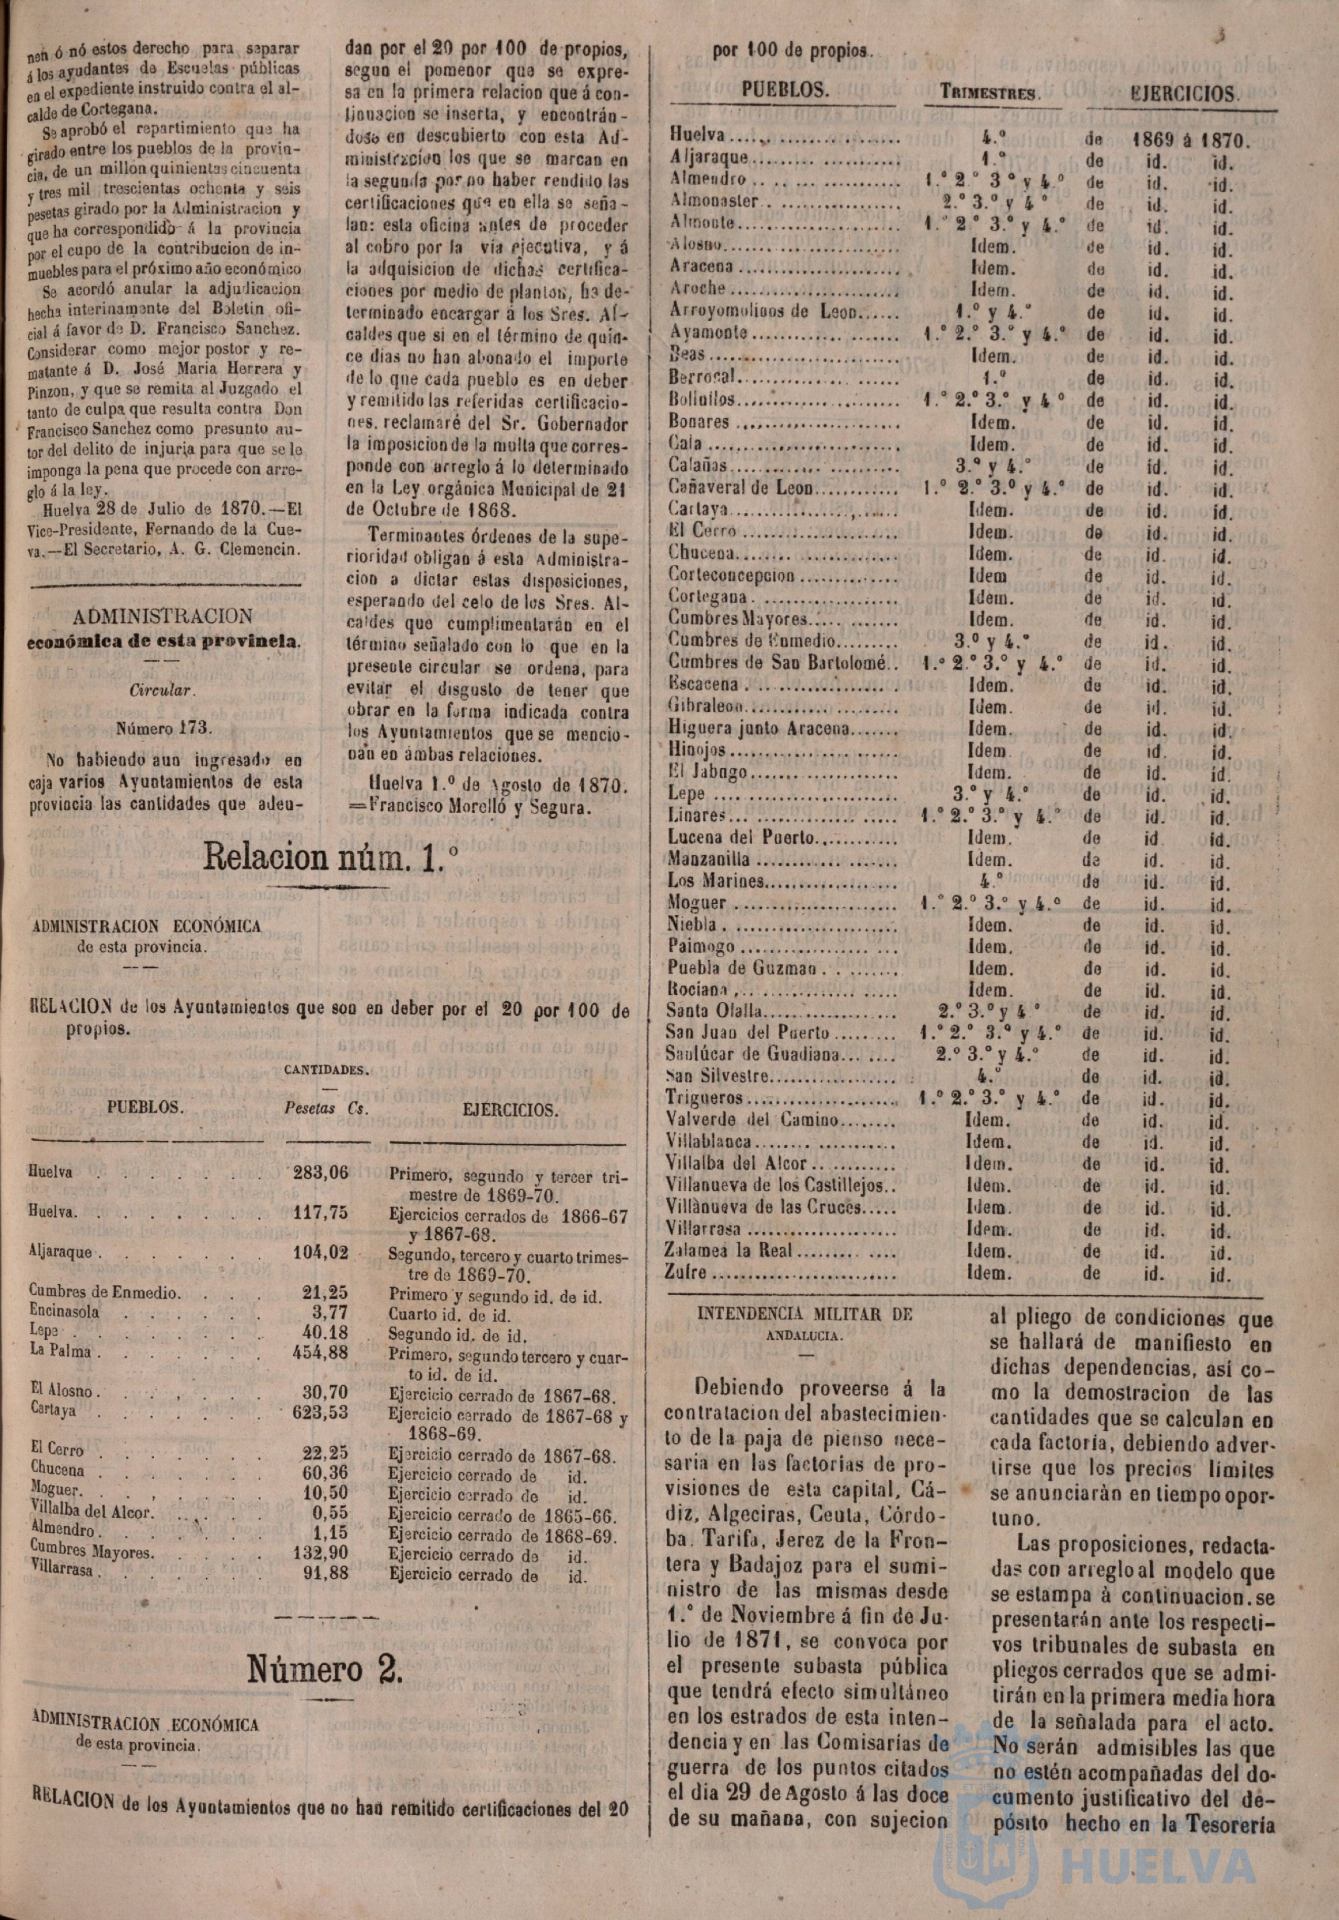 nen ó nó estos derecho para separar
á los ayudantes de Escuelas públicas
en el expediente instruido contra el al-
calde de Cortegana.
Se aprobó el repartimiento que ha
girado entre los pueblos de la provin-
cia, de un millon quinientas cincuenta
y tres mil trescientas ochenta y seis
pesetas girado por la Administracion y
que ha correspondido á la provincia
por el cupo de la contribucion de in-
muebles para el próximo año económico
Se acordó anular la adjudicacion
hecha interinamente del Boletin ofi-
cial á favor de D. Francisco Sanchez.
Considerar como mejor postor y re-
matante á D. José Maria Herrera y
Pinzon, y que se remita al Juzgado el
tanto de culpa que resulta contra Don
Francisco Sanchez como presunto au-
tor del delito de injuria para que se le
imponga la pena que procede con arre-
glo á la ley.
Huelva 28 de Julio de 1870.—El
Vice-Presidente, Fernando de la Cue-
va.—El Secretario, A. G. Clemencin.
ADMINISTRACION
económica de esta provincia.
Circular.
Número 173.
No habiendo aun ingresado en
caja varios Ayuntamientos de esta
provincia las cantidades que adeu-
dan por el 20 por 100 de propios,
segun el pomenor que se expre-
sa en la primera relacion que á con-
tinuacion se inserta, y encontrán-
dose en descubierto con esta Ad-
ministracion los que se marcan en
la segunda por no haber rendido las
certificaciones que en ella se seña-
lan: esta oficina antes de proceder
al cobro por la via ejecutiva, y á
la adquisicion de dichas certifica-
ciones por medio de planton, ha de-
terminado encargar á los Sres. Al-
caldes que si en el término de quin-
ce dias no han abonado el importe
de lo que cada pueblo es en deber
y remitido las referidas certificacio-
nes, reclamaré del Sr. Gobernador
la imposicion de la multa que corres-
ponde con arreglo á lo determinado
en la Ley orgánica Municipal de 21
de Octubre de 1868.
Terminantes órdenes de la supe-
rioridad obligan á esta Administra-
cion a dictar estas disposiciones,
esperando del celo de los Sres. Al-
caldes que cumplimentarán en el
término señalado con lo que en la
presente circular se ordena, para
evitar el disgusto de tener que
obrar en la forma indicada contra
los Ayuntamientos que se mencio-
nan en ámbas relaciones.
Huelva 1.º de Agosto de 1870.
=Francisco Morelló y Segura.
Relacion núm. 1.º
ADMINISTRACION ECONÓMICA
de esta provincia.
RELACION de los Ayuntamientos que son en deber por el 20 por 100 de
propios.
CANTIDADES.
PUEBLOS. Pesetas Cs. EJERCICIOS.
Huelva . . . . . . . 283,06 Primero, segundo y tercer tri-
mestre de 1869-70.
Huelva. . . . . . . 117,75 Ejercicios cerrados de 1866-67
y 1867-68.
Aljaraque . . . . . . . 104,02 Segundo, tercero y cuarto trimes-
tre de 1869-70.
Cumbres de Enmedio. . . . 21,25 Primero y segundo id. de id.
Encinasola . . . . . . 3,77 Cuarto id. de id.
Lepe . . . . . . . 40.18 Segundo id. de id.
La Palma . . . . . . . 454,88 Primero, segundo tercero y cuar-
to id. de id.
El Alosno . . . . . . . 30,70 Ejercicio cerrado de 1867-68.
Cartaya . . . . . . . 623,53 Ejercicio cerrado de 1867-68 y
1868-69.
El Cerro . . . . . . . 22,25 Ejercicio cerrado de 1867-68.
Chucena . . . . . . . 60,36 Ejercicio cerrado de id.
Moguer. . . . . . . 10,50 Ejercicio cerrado de id.
Villalba del Alcor. . . . . 0,55 Ejercicio cerrado de 1865-66.
Almendro . . . . . . . 1,15 Ejercicio cerrado de 1868-69.
Cumbres Mayores. . . . . 132,90 Ejercicio cerrado de id.
Villarrasa . . . . . . . 91,88 Ejercicio cerrado de id.
Número 2.
ADMINISTRACION ECONÓMICA
de esta provincia.
RELACION de los Ayuntamientos que no han remitido certificaciones del 20
por 100 de propios.
PUEBLOS. TRIMESTRES. EJERCICIOS.
Huelva ........ 4.º de 1869 á 1870.
Aljaraque........ 1.º de id. id.
Almendro ........ 1.º 2.º 3º y 4.º de id. id.
Almonaster ........ 2.º 3.º y 4º de id. id.
Almonte........ 1.º 2º 3.º y 4.º de id. id.
Alosno........ Idem. de id. id.
Aracena ........ Idem. de id. id.
Aroche ........ Idem. de id. id.
Arroyomolinos de Leon...... 1.º y 4.º de id. id.
Ayamonte ........ 1.º 2.º 3.º y 4.º de id. id.
Beas ........ Idem. de id. id.
Berrocal........ 1.º de id. id.
Bollullos........ 1.º 2.º 3.º y 4º de id. id.
Bonares ........ Idem. de id. id.
Cala ........ Idem. de id. id.
Calañas........ 3.º y 4.º de id. id.
Cañaveral de Leon........ 1.º 2.º 3.º y 4.º de id. id.
Cartaya........ Idem. de id. id.
El Cerro ........ Idem. de id. id.
Chucena........ Idem. de id. id.
Corteconcepcion ........ Idem de id. id.
Cortegana ........ Idem. de id. id.
Cumbres Mayores........ Idem. de id. id.
Cumbres de Enmedio........ 3.º y 4.º de id. id.
Cumbres de San Bartolomé.. 1.º 2.º 3.º y 4.º de id. id.
Escacena ........ Idem. de id. id.
Gibraleon........ Idem. de id. id.
Higuera junto Aracena....... Idem. de id. id.
Hinojos........ Idem. de id. id.
El Jabugo........ Idem. de id. id.
Lepe ........ 3.º y 4.º de id. id.
Linares........ 1.º 2.º 3.º y 4.º de id. id.
Lucena del Puerto........ Idem. de id. id.
Manzanilla ........ Idem. de id. id.
Los Marines........ 4.º de id. id.
Moguer ........ 1.º 2.º 3.º y 4.º de id. id.
Niebla ........ Idem. de id. id.
Paimogo ........ Idem. de id. id.
Puebla de Guzman ........ Idem. de id. id.
Rociana ........ Idem. de id. id.
Santa Olalla........ 2.º 3.º y 4º de id. id.
San Juan del Puerto ........ 1.º 2.º 3.º y 4.º de id. id.
Sanlúcar de Guadiana........ 2.º 3.º y 4.º de id. id.
San Silvestre........ 4.º de id. id.
Trigueros........ 1.º 2.º 3.º y 4.º de id. id.
Valverde del Camino........ Idem. de id. id.
Villablanca........ Idem. de id. id.
Villalba del Alcor ........ Idem. de id. id.
Villanueva de los Castillejos.. Idem. de id. id.
Villanueva de las Cruces..... Idem. de id. id.
Villarrasa ........ Idem. de id. id.
Zalamea la Real ........ Idem. de id. id.
Zufre ........ Idem. de id. id.
INTENDENCIA MILITAR DE
ANDALUCIA.
Debiendo proveerse á la
contratacion del abastecimien-
to de la paja de pienso nece-
saria en las factorias de pro-
visiones de esta capital, Cá-
diz, Algeciras, Ceuta, Córdo-
ba. Tarifa, Jerez de la Fron-
tera y Badajoz para el sumi-
nistro de las mismas desde
1.º de Noviembre á fin de Ju-
lio de 1871, se convoca por
el presente subasta pública
que tendrá efecto simultáneo
en los estrados de esta inten-
dencia y en las Comisarías de
guerra de los puntos citados
el dia 29 de Agosto á las doce
de su mañana, con sujecion
al pliego de condiciones que
se hallará de manifiesto en
dichas dependencias, así co-
mo la demostracion de las
cantidades que se calculan en
cada factoría, debiendo adver-
tirse que los precios límites
se anunciarán en tiempo opor-
tuno.
Las proposiciones, redacta-
das con arreglo al modelo que
se estampa á continuacion. se
presentarán ante los respecti-
vos tribunales de subasta en
pliegos cerrados que se admi-
tirán en la primera media hora
de la señalada para el acto.
No serán admisibles las que
no estén acompañadas del do-
cumento justificativo del de-
pósito hecho en la Tesorería
HUELVA